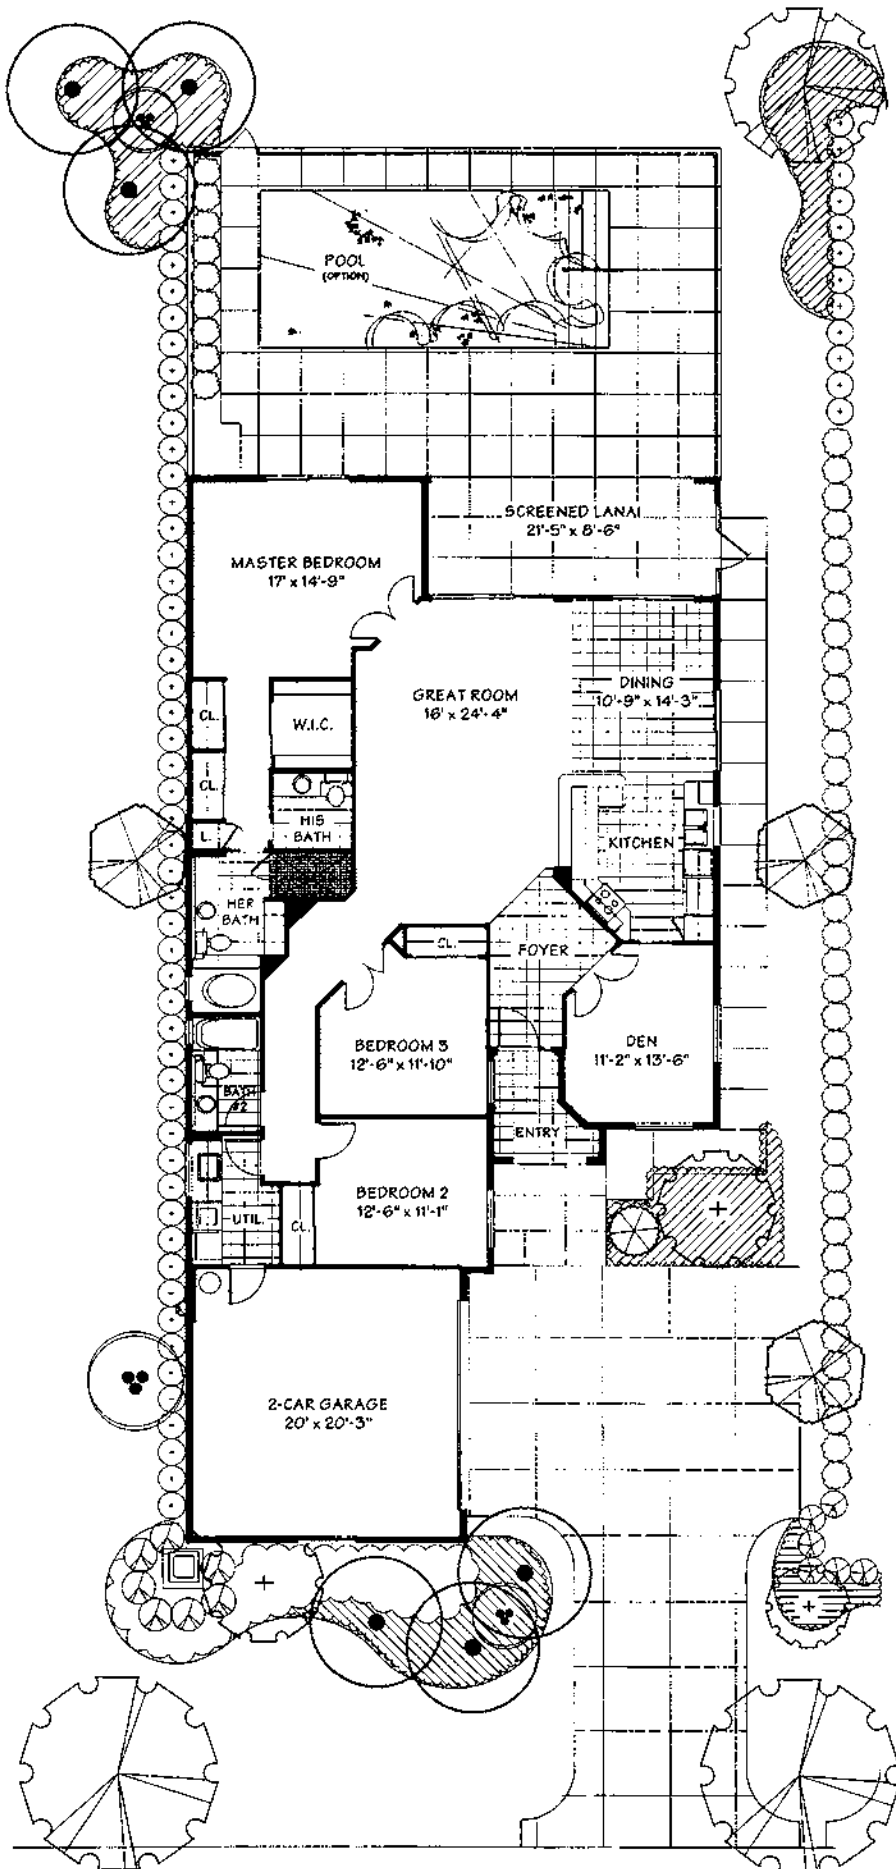 POOL
(OPTION)
SCREENED LANAI
21'-5" x 8'-6"
MASTER BEDROOM
17' x 14'-9"
GREAT ROOM
16' x 24'-4"
DINING
10'-9" x 14'-3"
CL.
W.I.C.
CL.
HIS
BATH
L.
KITCHEN
HER
BATH
CL.
FOYER
BEDROOM 3
12'-6" x 11'-10"
DEN
11'-2" x 13'-6"
BATH
#2
ENTRY
BEDROOM 2
12'-6" x 11'-1"
UTIL.
CL.
2-CAR GARAGE
20' x 20'-3"